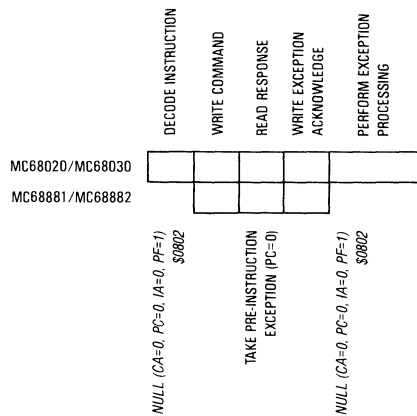 DECODE INSTRUCTION
WRITE COMMAND
READ RESPONSE
WRITE EXCEPTION
ACKNOWLEDGE
PERFORM EXCEPTION
PROCESSING
MC68020/MC68030
MC68881/MC68882
NULL (CA=0, PC=0, IA=0, PF=1)
$0802
TAKE PRE-INSTRUCTION
EXCEPTION (PC=0)
NULL (CA=0, PC=0, IA=0, PF=1)
$0802